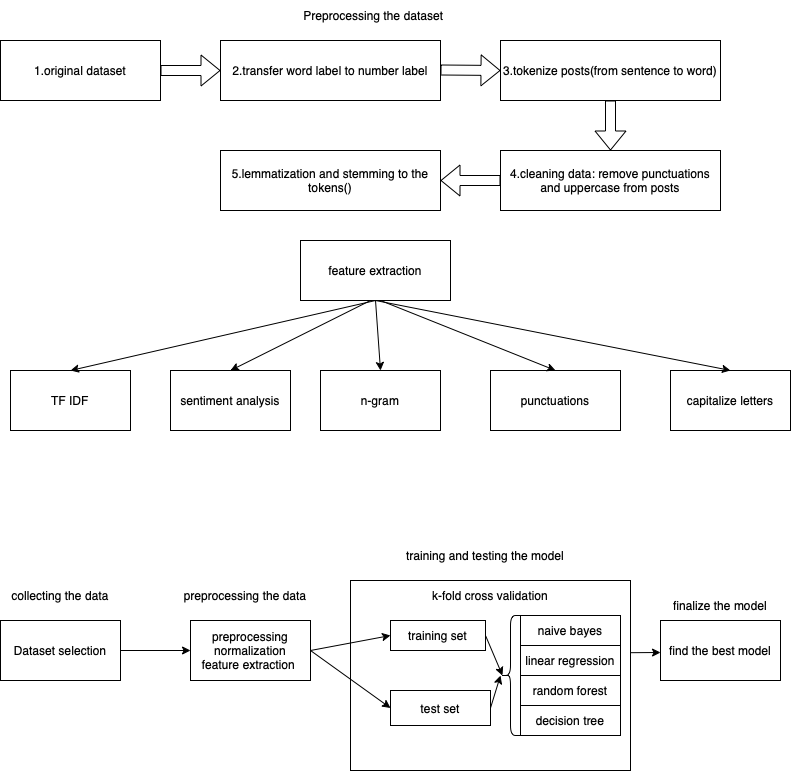 Preprocessing the dataset
1.original dataset
2.transfer word label to number label
3.tokenize posts(from sentence to word)
5.lemmatization and stemming to the
tokens()
4.cleaning data: remove punctuations
and uppercase from posts
feature extraction
TF IDF
sentiment analysis
n-gram
punctuations
capitalize letters
training and testing the model
collecting the data
preprocessing the data
k-fold cross validation
finalize the model
Dataset selection
preprocessing
normalization
feature extraction
training set
test set
naive bayes
linear regression
random forest
decision tree
find the best model